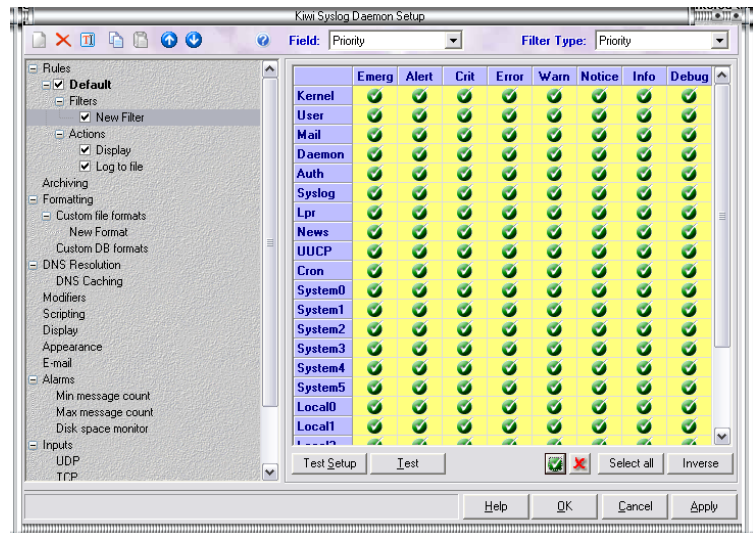 Kiwi Syslog Daemon Setup
Field: Priority Filter Type: Priority
Rules
Default
Filters
New Filter
Actions
Display
Log to file
Archiving
Formatting
Custom file formats
New Format
Custom DB formats
DNS Resolution
DNS Caching
Modifiers
Scripting
Display
Appearance
E-mail
Alarms
Min message count
Max message count
Disk space monitor
Inputs
UDP
TCP
Emerg Alert Crit Error Warn Notice Info Debug
Kernel
User
Mail
Daemon
Auth
Syslog
Lpr
News
UUCP
Cron
System0
System1
System2
System3
System4
System5
Local0
Local1
Local2
Test Setup Test Select all Inverse
Help OK Cancel Apply